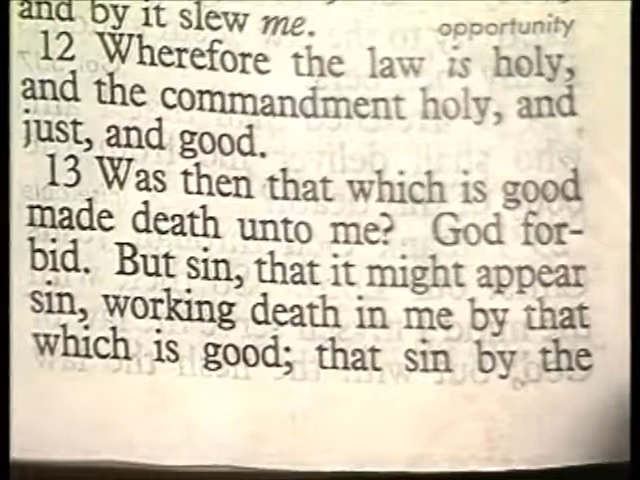 and by it slew me.
opportunity
12 Wherefore the law is holy,
and the commandment holy, and
just, and good.
13 Was then that which is good
made death unto me? God for-
bid. But sin, that it might appear
sin, working death in me by that
which is good; that sin by the